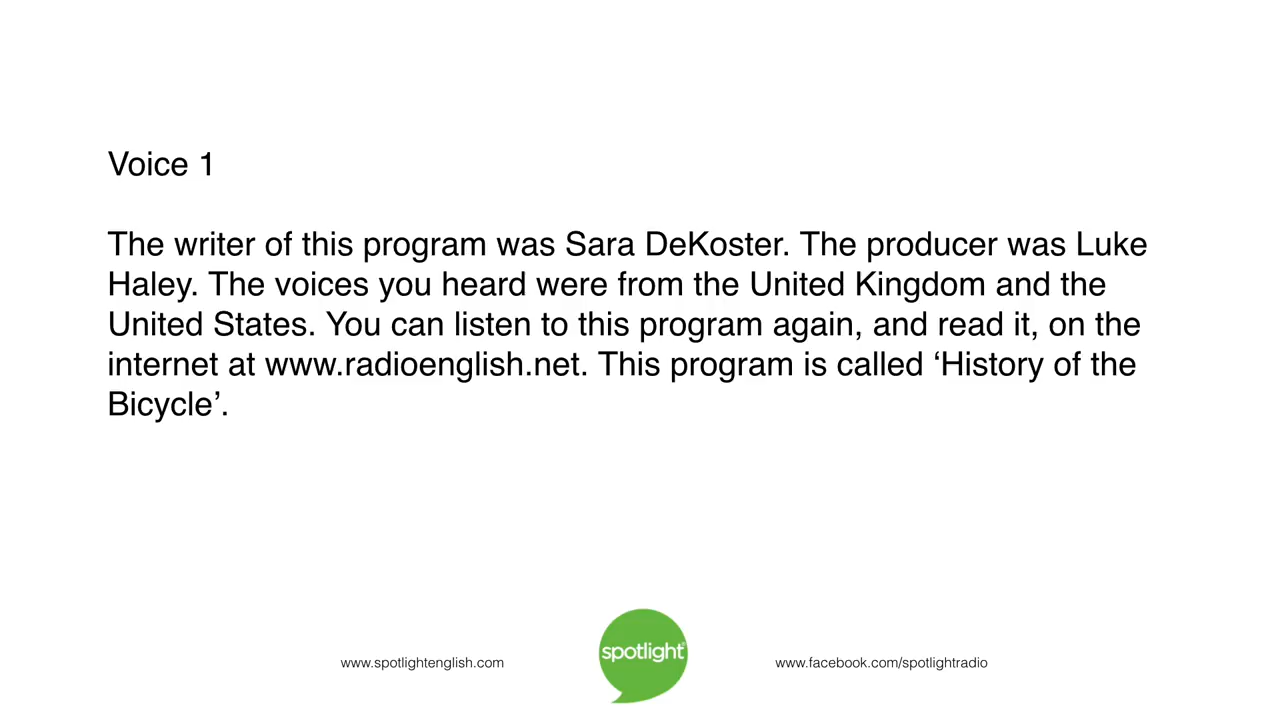 Voice 1
The writer of this program was Sara DeKoster. The producer was Luke
Haley. The voices you heard were from the United Kingdom and the
United States. You can listen to this program again, and read it, on the
internet at www.radioenglish.net. This program is called ‘History of the
Bicycle’.
www.spotlightenglish.com
spotlight®
www.facebook.com/spotlightradio